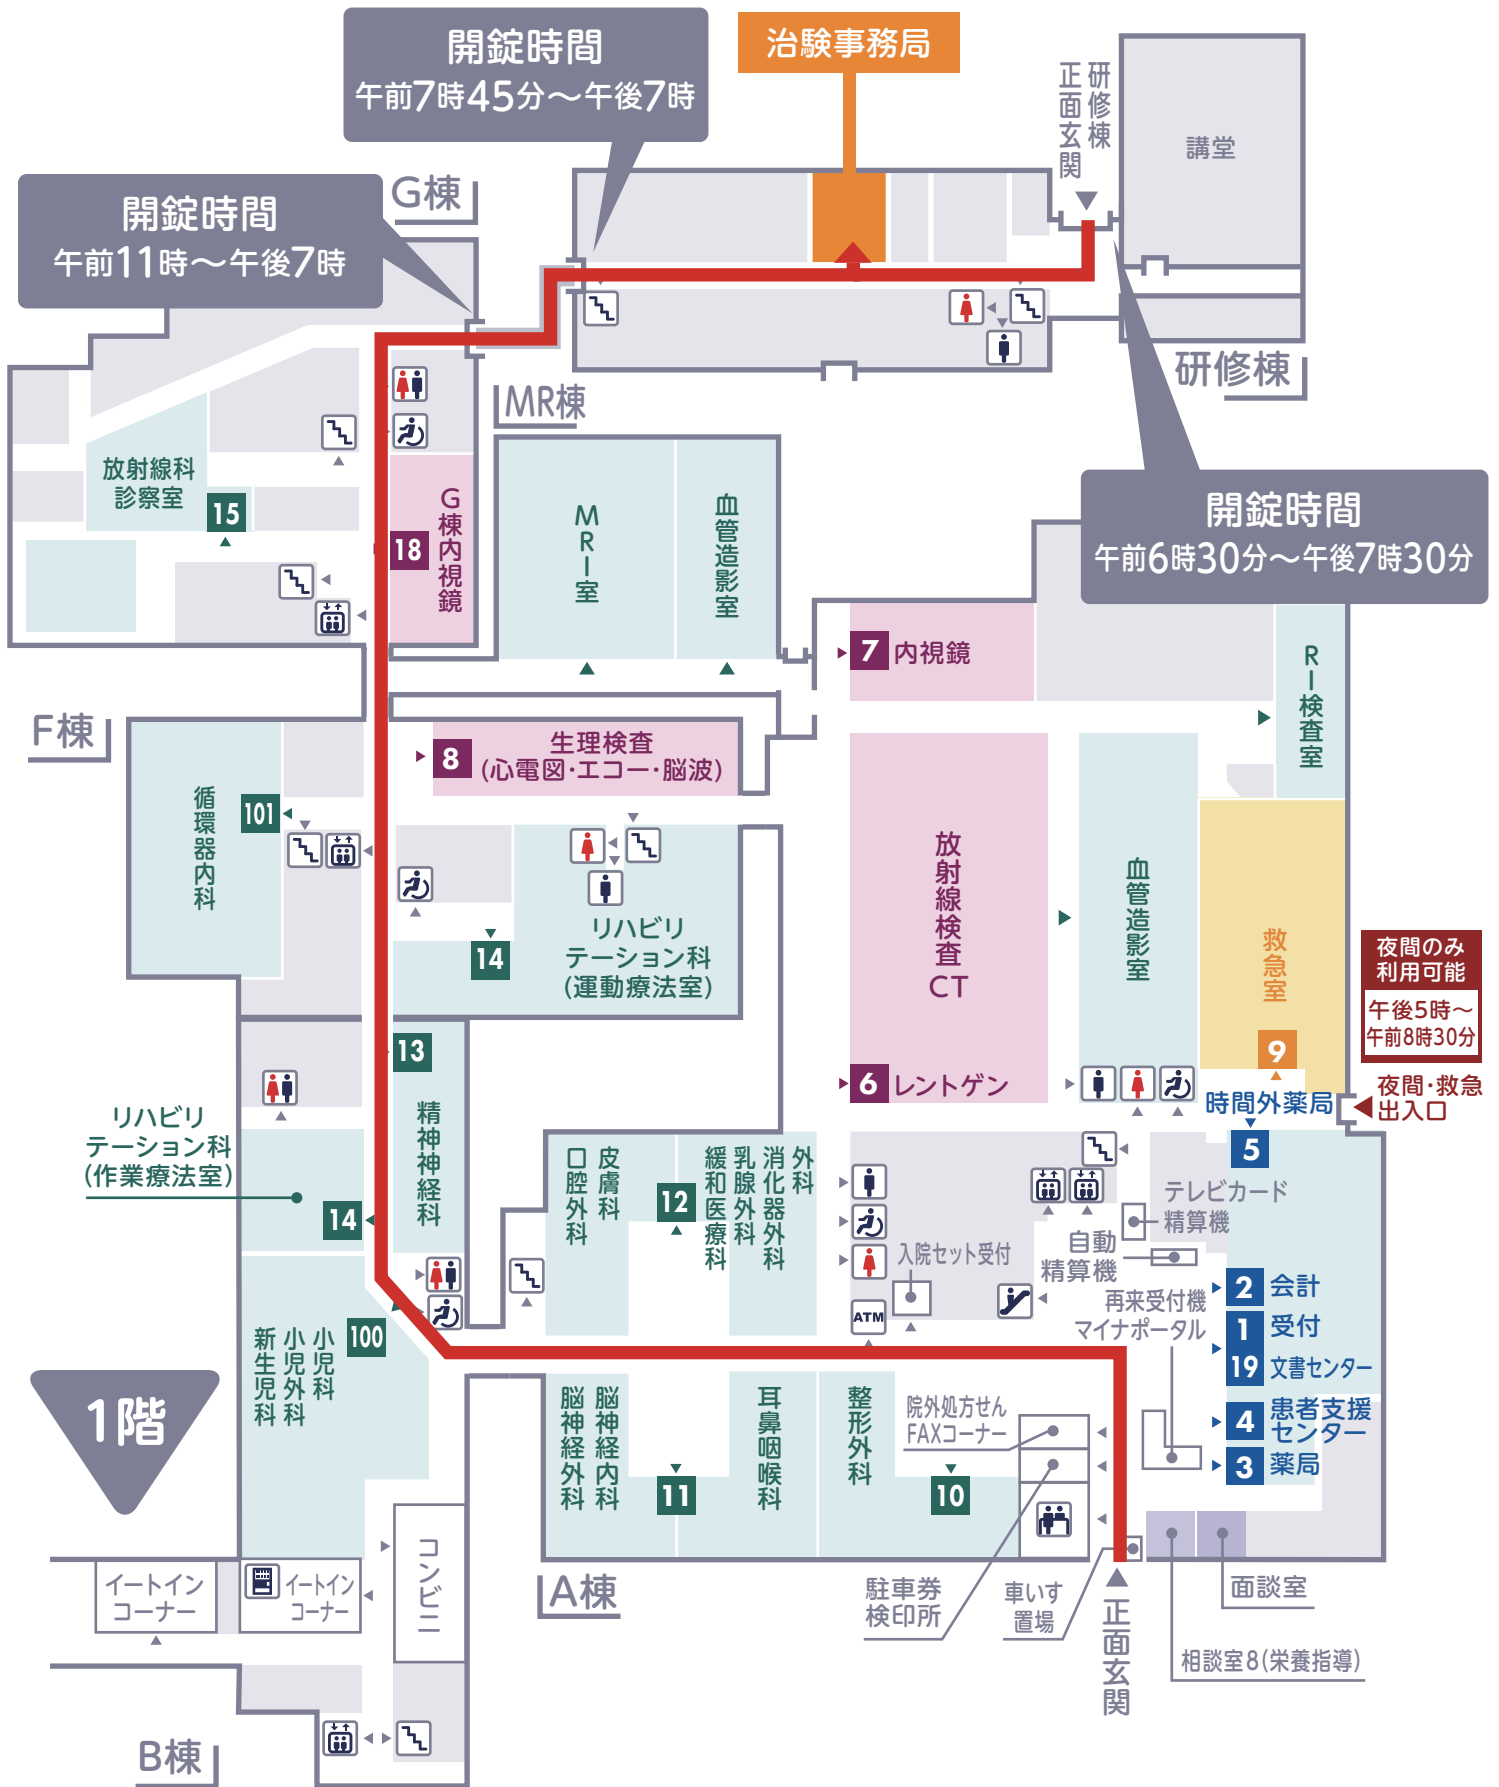 開錠時間
午前7時45分～午後7時
治験事務局
研修棟
正面玄関
講堂
開錠時間
午前11時～午後7時
G棟
研修棟
MR棟
放射線科
診察室
15
18
G棟内視鏡
MRI室
血管造影室
開錠時間
午前6時30分～午後7時30分
7
内視鏡
RI検査室
F棟
8
生理検査
(心電図・エコー・脳波)
循環器内科
101
放射線検査
CT
血管造影室
救急室
9
夜間のみ
利用可能
午後5時～
午前8時30分
夜間・救急
出入口
14
リハビリ
テーション科
(運動療法室)
13
精神神経科
6
レントゲン
時間外薬局
5
リハビリ
テーション科
(作業療法室)
14
皮膚科
口腔外科
12
外科
消化器外科
乳腺外科
緩和医療科
テレビカード
精算機
自動
精算機
入院セット受付
ATM
再来受付機
マイナポータル
2
会計
1
受付
19
文書センター
4
患者支援
センター
3
薬局
100
小児科
小児外科
新生児科
1階
脳神経内科
脳神経外科
11
耳鼻咽喉科
整形外科
10
院外処方せん
FAXコーナー
コンビニ
イートイン
コーナー
イートイン
コーナー
A棟
駐車券
検印所
車いす
置場
正面玄関
面談室
相談室8(栄養指導)
B棟